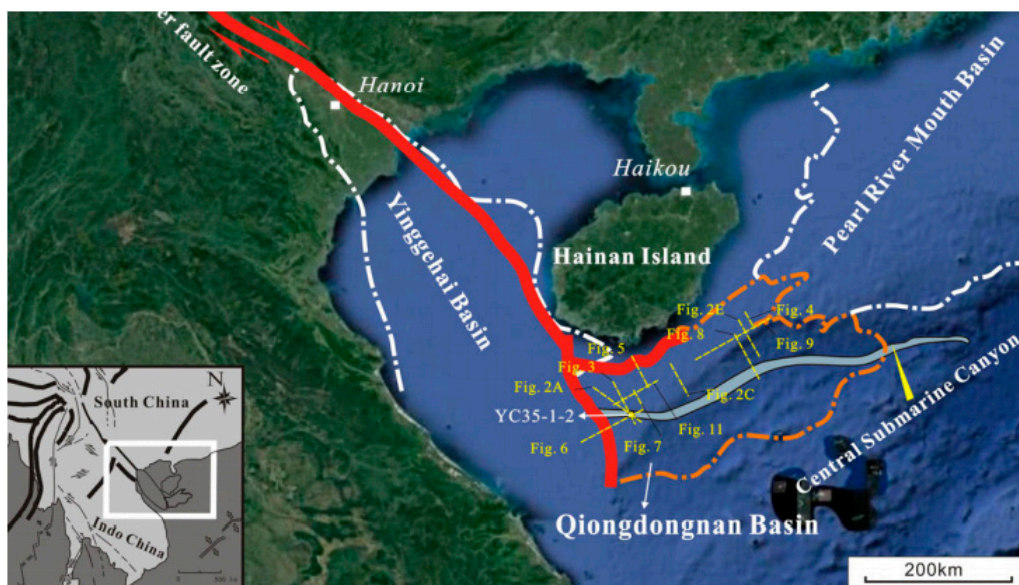 er fault zone
Hanoi
Haikou
Pearl River Mouth Basin
Yinggehai Basin
Hainan Island
Fig. 2E
Fig. 4
Fig. 5
Fig. 8
Fig. 9
Fig. 3
Fig. 2A
Fig. 2C
YC35-1-2
Fig. 11
Fig. 6
Fig. 7
Central Submarine Canyon
Qiongdongnan Basin
200km
N
South China
Indo China
0